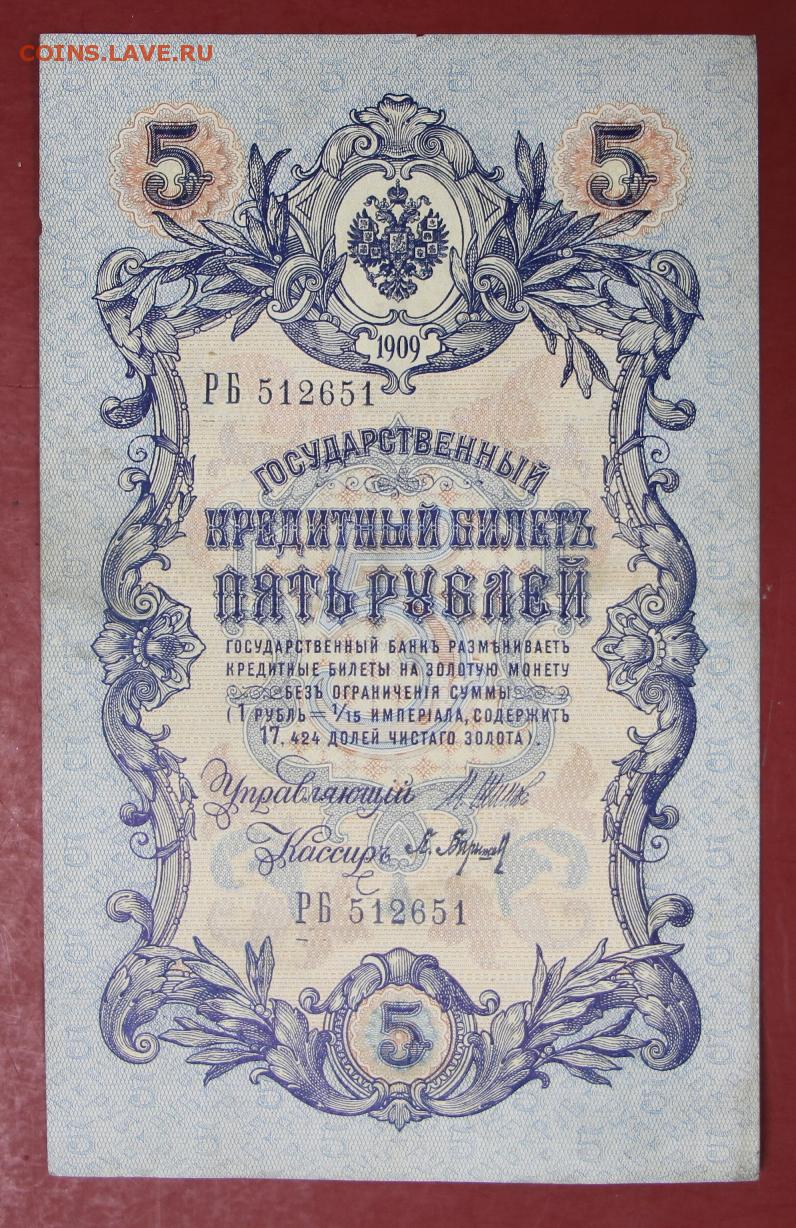 COINS.LAVE.RU
5 5
1909
РБ 512651
ГОСУДАРСТВЕННЫЙ
КРЕДИТНЫЙ БИЛЕТЪ
ПЯТЬ РУБЛЕЙ
ГОСУДАРСТВЕННЫЙ БАНКЪ РАЗМѢНИВАЕТЪ
КРЕДИТНЫЕ БИЛЕТЫ НА ЗОЛОТУЮ МОНЕТУ
БЕЗЪ ОГРАНИЧЕНІЯ СУММЫ
(1 РУБЛЬ = 1/15 ИМПЕРІАЛА, СОДЕРЖИТЪ
17,424 ДОЛЕЙ ЧИСТАГО ЗОЛОТА).
Управляющій
Кассиръ
РБ 512651
5